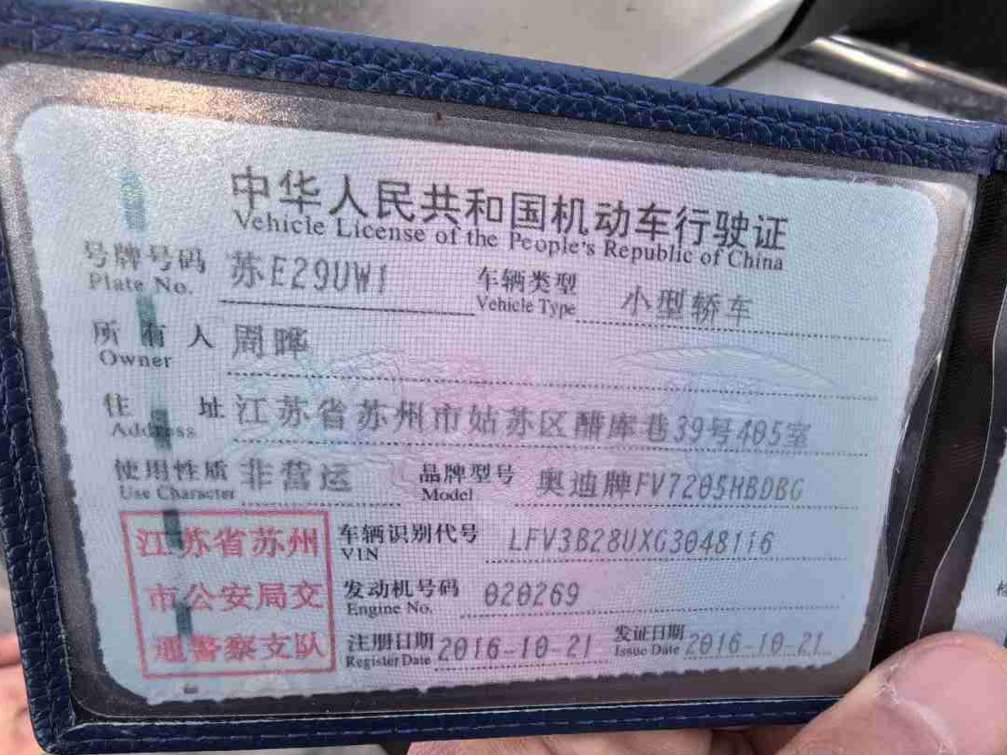 中华人民共和国机动车行驶证
Vehicle License of the People's Republic of China
号牌号码 苏E29UW1 车辆类型 小型轿车
Plate No. Vehicle Type
所有人 周晔
Owner
住址 江苏省苏州市姑苏区醋库巷39号405室
Address
使用性质 非营运 品牌型号 奥迪牌FV7205HBDBG
Use Character Model
江苏省苏州 车辆识别代号 LFV3B28UXG3048116
VIN
市公安局交 发动机号码 020269
Engine No.
通警察支队 注册日期 2016-10-21 发证日期 2016-10-21
Register Date Issue Date